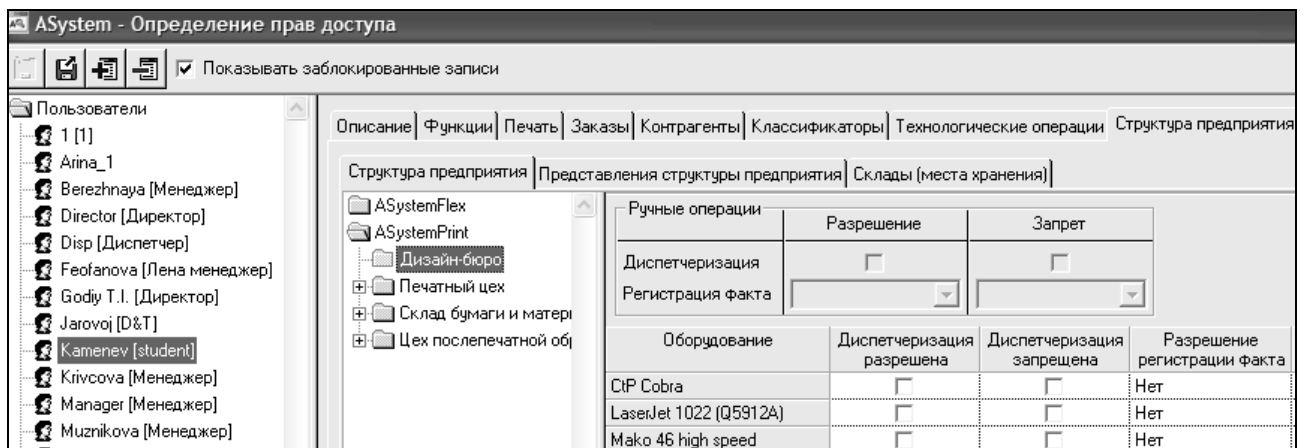 ASystem - Определение прав доступа
Показывать заблокированные записи
Пользователи
1 [1]
Arina_1
Berezhnaya [Менеджер]
Director [Директор]
Disp [Диспетчер]
Feofanova [Лена менеджер]
Godiy T.I. [Директор]
Jarovoj [D&T]
Kamenev [student]
Krivcova [Менеджер]
Manager [Менеджер]
Muznikova [Менеджер]
Описание Функции Печать Заказы Контрагенты Классификаторы Технологические операции Структура предприятия
Структура предприятия Представления структуры предприятия Склады (места хранения)
ASystemFlex
ASystemPrint
Дизайн-бюро
Печатный цех
Склад бумаги и матери
Цех послепечатной об
Ручные операции
Разрешение Запрет
Диспетчеризация
Регистрация факта
Оборудование Диспетчеризация разрешена Диспетчеризация запрещена Разрешение регистрации факта
CtP Cobra Нет
LaserJet 1022 (Q5912A) Нет
Mako 46 high speed Нет